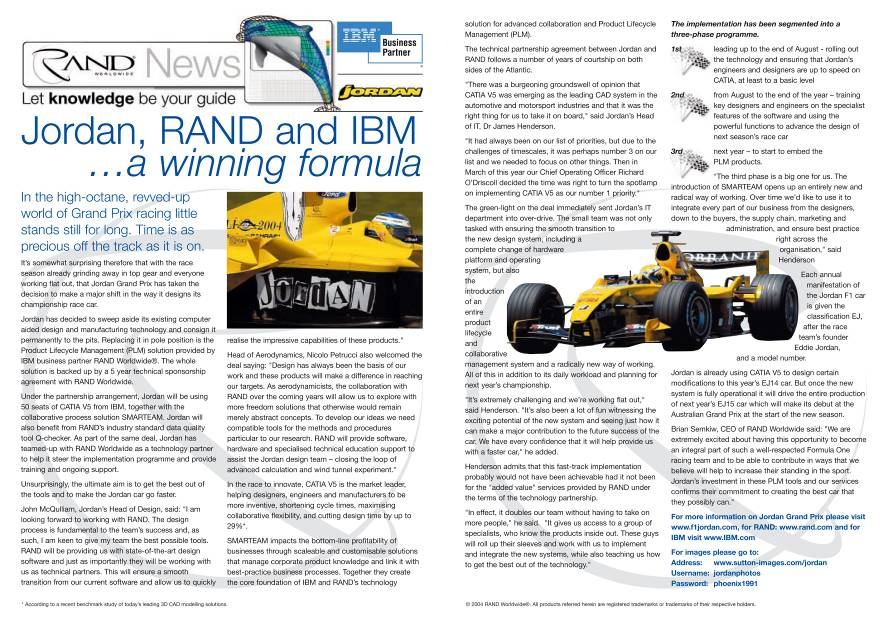 RAND
WORLDWIDE
News
IBM
Business
Partner
JORDAN
Let knowledge be your guide
Jordan, RAND and IBM
…a winning formula
In the high-octane, revved-up
world of Grand Prix racing little
stands still for long. Time is as
precious off the track as it is on.
It's somewhat surprising therefore that with the race
season already grinding away in top gear and everyone
working flat out, that Jordan Grand Prix has taken the
decision to make a major shift in the way it designs its
championship race car.
Jordan has decided to sweep aside its existing computer
aided design and manufacturing technology and consign it
permanently to the pits. Replacing it in pole position is the
Product Lifecycle Management (PLM) solution provided by
IBM business partner RAND Worldwide®. The whole
solution is backed up by a 5 year technical sponsorship
agreement with RAND Worldwide.
Under the partnership arrangement, Jordan will be using
50 seats of CATIA V5 from IBM, together with the
collaborative process solution SMARTEAM. Jordan will
also benefit from RAND's industry standard data quality
tool Q-checker. As part of the same deal, Jordan has
teamed-up with RAND Worldwide as a technology partner
to help it steer the implementation programme and provide
training and ongoing support.
Unsurprisingly, the ultimate aim is to get the best out of
the tools and to make the Jordan car go faster.
John McQuilliam, Jordan's Head of Design, said: "I am
looking forward to working with RAND. The design
process is fundamental to the team's success and, as
such, I am keen to give my team the best possible tools.
RAND will be providing us with state-of-the-art design
software and just as importantly they will be working with
us as technical partners. This will ensure a smooth
transition from our current software and allow us to quickly
2004
JORDAN
realise the impressive capabilities of these products."
Head of Aerodynamics, Nicolo Petrucci also welcomed the
deal saying: "Design has always been the basis of our
work and these products will make a difference in reaching
our targets. As aerodynamicists, the collaboration with
RAND over the coming years will allow us to explore with
more freedom solutions that otherwise would remain
merely abstract concepts. To develop our ideas we need
compatible tools for the methods and procedures
particular to our research. RAND will provide software,
hardware and specialised technical education support to
assist the Jordan design team – closing the loop of
advanced calculation and wind tunnel experiment."
In the race to innovate, CATIA V5 is the market leader,
helping designers, engineers and manufacturers to be
more inventive, shortening cycle times, maximising
collaborative flexibility, and cutting design time by up to
29%*.
SMARTEAM impacts the bottom-line profitability of
businesses through scaleable and customisable solutions
that manage corporate product knowledge and link it with
best-practice business processes. Together they create
the core foundation of IBM and RAND's technology
* According to a recent benchmark study of today's leading 3D CAD modelling solutions.
solution for advanced collaboration and Product Lifecycle
Management (PLM).
The technical partnership agreement between Jordan and
RAND follows a number of years of courtship on both
sides of the Atlantic.
"There was a burgeoning groundswell of opinion that
CATIA V5 was emerging as the leading CAD system in the
automotive and motorsport industries and that it was the
right thing for us to take it on board," said Jordan's Head
of IT, Dr James Henderson.
"It had always been on our list of priorities, but due to the
challenges of timescales, it was perhaps number 3 on our
list and we needed to focus on other things. Then in
March of this year our Chief Operating Officer Richard
O'Driscoll decided the time was right to turn the spotlamp
on implementing CATIA V5 as our number 1 priority."
The green-light on the deal immediately sent Jordan's IT
department into over-drive. The small team was not only
tasked with ensuring the smooth transition to
the new design system, including a
complete change of hardware
platform and operating
system, but also
the
introduction
of an
entire
product
lifecycle
and
collaborative
management system and a radically new way of working.
All of this in addition to its daily workload and planning for
next year's championship.
"It's extremely challenging and we're working flat out,"
said Henderson. "It's also been a lot of fun witnessing the
exciting potential of the new system and seeing just how it
can make a major contribution to the future success of the
car. We have every confidence that it will help provide us
with a faster car," he added.
Henderson admits that this fast-track implementation
probably would not have been achievable had it not been
for the "added value" services provided by RAND under
the terms of the technology partnership.
"In effect, it doubles our team without having to take on
more people," he said. "It gives us access to a group of
specialists, who know the products inside out. These guys
will roll up their sleeves and work with us to implement
and integrate the new systems, while also teaching us how
to get the best out of the technology."
The implementation has been segmented into a
three-phase programme.
1st
leading up to the end of August - rolling out
the technology and ensuring that Jordan's
engineers and designers are up to speed on
CATIA, at least to a basic level
2nd
from August to the end of the year – training
key designers and engineers on the specialist
features of the software and using the
powerful functions to advance the design of
next season's race car
3rd
next year – to start to embed the
PLM products.
"The third phase is a big one for us. The
introduction of SMARTEAM opens up an entirely new and
radical way of working. Over time we'd like to use it to
integrate every part of our business from the designers,
down to the buyers, the supply chain, marketing and
administration, and ensure best practice
right across the
organisation," said
Henderson
Each annual
manifestation of
the Jordan F1 car
is given the
classification EJ,
after the race
team's founder
Eddie Jordan,
and a model number.
Jordan is already using CATIA V5 to design certain
modifications to this year's EJ14 car. But once the new
system is fully operational it will drive the entire production
of next year's EJ15 car which will make its debut at the
Australian Grand Prix at the start of the new season.
Brian Semkiw, CEO of RAND Worldwide said: "We are
extremely excited about having this opportunity to become
an integral part of such a well-respected Formula One
racing team and to be able to contribute in ways that we
believe will help to increase their standing in the sport.
Jordan's investment in these PLM tools and our services
confirms their commitment to creating the best car that
they possibly can."
For more information on Jordan Grand Prix please visit
www.f1jordan.com, for RAND: www.rand.com and for
IBM visit www.IBM.com
For images please go to:
Address: www.sutton-images.com/jordan
Username: jordanphotos
Password: phoenix1991
© 2004 RAND Worldwide®. All products referred herein are registered trademarks or trademarks of their respective holders.